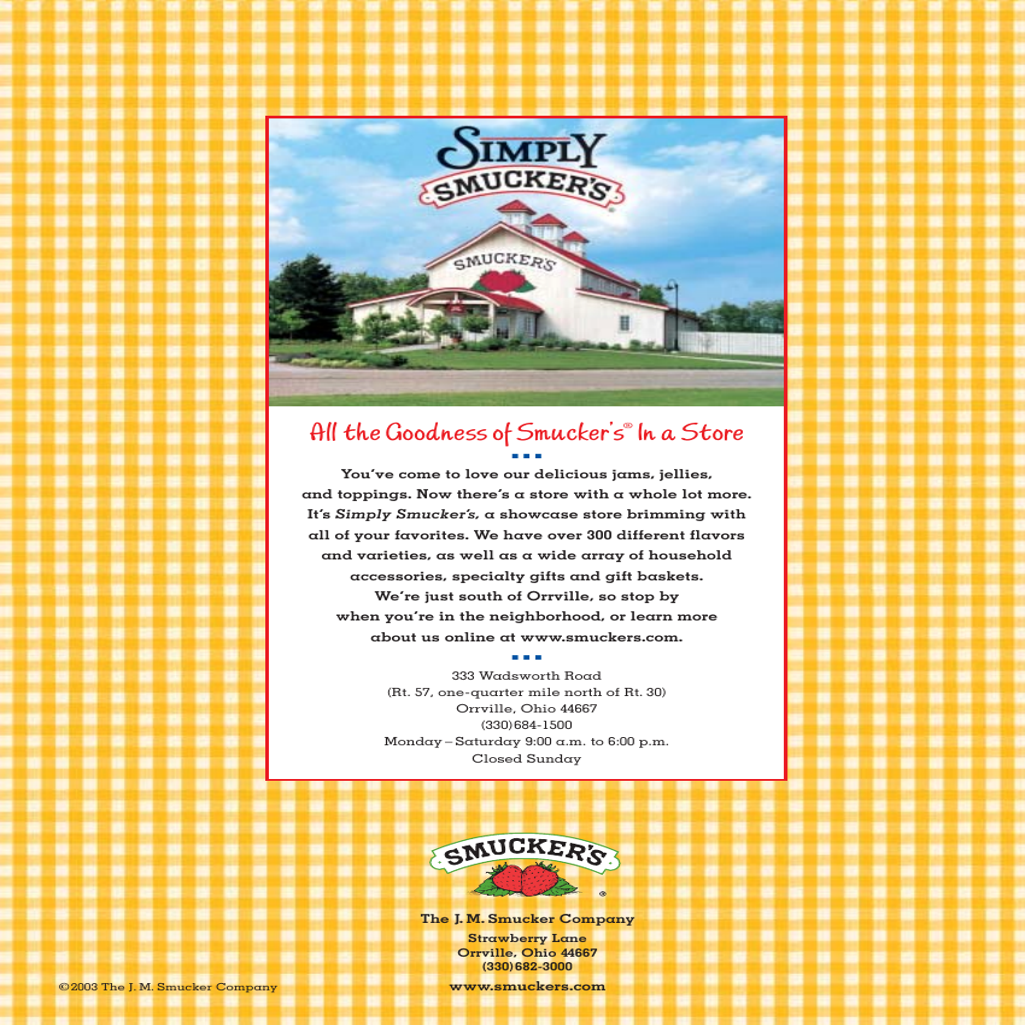 SIMPLY
SMUCKER'S®
SMUCKER'S
All the Goodness of Smucker's® In a Store
You've come to love our delicious jams, jellies,
and toppings. Now there's a store with a whole lot more.
It's Simply Smucker's, a showcase store brimming with
all of your favorites. We have over 300 different flavors
and varieties, as well as a wide array of household
accessories, specialty gifts and gift baskets.
We're just south of Orrville, so stop by
when you're in the neighborhood, or learn more
about us online at www.smuckers.com.
333 Wadsworth Road
(Rt. 57, one-quarter mile north of Rt. 30)
Orrville, Ohio 44667
(330)684-1500
Monday–Saturday 9:00 a.m. to 6:00 p.m.
Closed Sunday
SMUCKER'S
®
The J. M. Smucker Company
Strawberry Lane
Orrville, Ohio 44667
(330)682-3000
©2003 The J. M. Smucker Company
www.smuckers.com